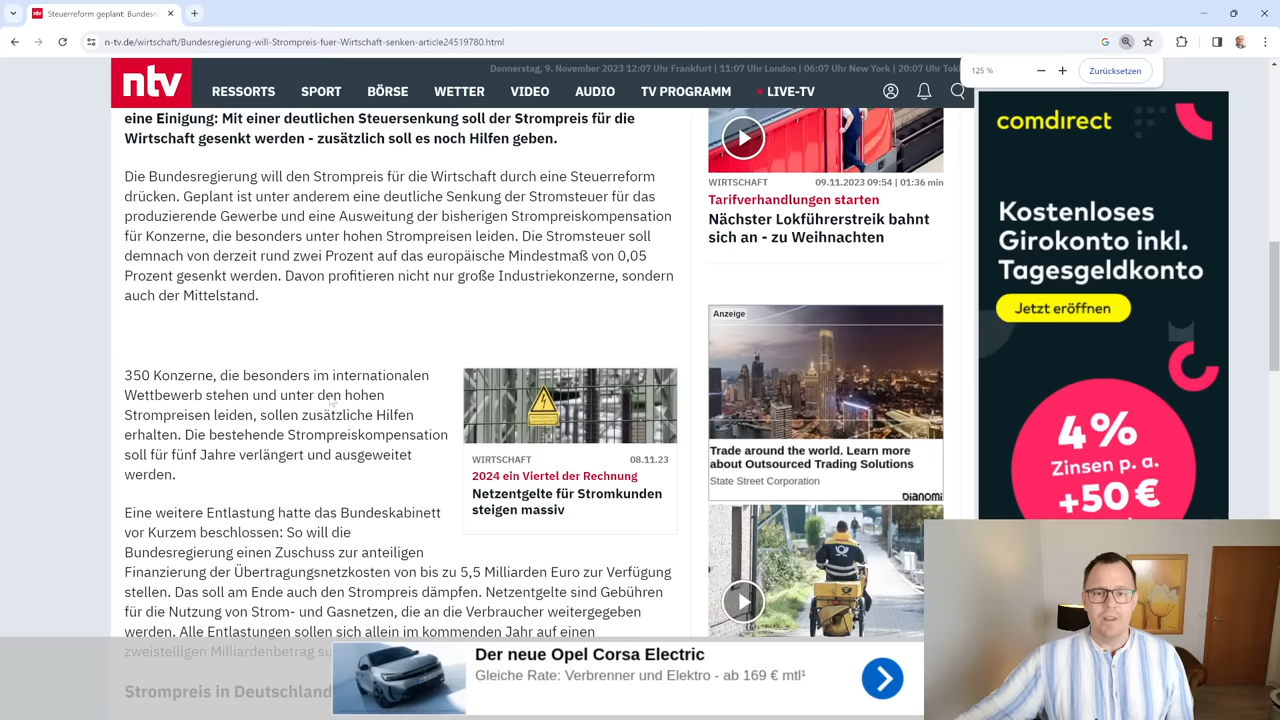 Steuerreform geplant: Bundesr
n-tv.de/wirtschaft/Bundesregierung-will-Strompreis-fuer-Wirtschaft-senken-article24519780.html
125 %
Zurücksetzen
Donnerstag, 9. November 2023 12:07 Uhr Frankfurt | 11:07 Uhr London | 06:07 Uhr New York | 20:07 Uhr Tok
ntv
RESSORTS SPORT BÖRSE WETTER VIDEO AUDIO TV PROGRAMM LIVE-TV
eine Einigung: Mit einer deutlichen Steuersenkung soll der Strompreis für die
Wirtschaft gesenkt werden - zusätzlich soll es noch Hilfen geben.
Die Bundesregierung will den Strompreis für die Wirtschaft durch eine Steuerreform
drücken. Geplant ist unter anderem eine deutliche Senkung der Stromsteuer für das
produzierende Gewerbe und eine Ausweitung der bisherigen Strompreiskompensation
für Konzerne, die besonders unter hohen Strompreisen leiden. Die Stromsteuer soll
demnach von derzeit rund zwei Prozent auf das europäische Mindestmaß von 0,05
Prozent gesenkt werden. Davon profitieren nicht nur große Industriekonzerne, sondern
auch der Mittelstand.
350 Konzerne, die besonders im internationalen
Wettbewerb stehen und unter den hohen
Strompreisen leiden, sollen zusätzliche Hilfen
erhalten. Die bestehende Strompreiskompensation
soll für fünf Jahre verlängert und ausgeweitet
werden.
WIRTSCHAFT 08.11.23
2024 ein Viertel der Rechnung
Netzentgelte für Stromkunden
steigen massiv
Eine weitere Entlastung hatte das Bundeskabinett
vor Kurzem beschlossen: So will die
Bundesregierung einen Zuschuss zur anteiligen
Finanzierung der Übertragungsnetzkosten von bis zu 5,5 Milliarden Euro zur Verfügung
stellen. Das soll am Ende auch den Strompreis dämpfen. Netzentgelte sind Gebühren
für die Nutzung von Strom- und Gasnetzen, die an die Verbraucher weitergegeben
werden. Alle Entlastungen sollen sich allein im kommenden Jahr auf einen
zweistelligen Milliardenbetrag su
Strompreis in Deutschland
WIRTSCHAFT 09.11.2023 09:54 | 01:36 min
Tarifverhandlungen starten
Nächster Lokführerstreik bahnt
sich an - zu Weihnachten
Anzeige
Trade around the world. Learn more
about Outsourced Trading Solutions
State Street Corporation
DIANOMI
comdirect
Kostenloses
Girokonto inkl.
Tagesgeldkonto
Jetzt eröffnen
4%
Zinsen p. a.
+50 €
Der neue Opel Corsa Electric
Gleiche Rate: Verbrenner und Elektro - ab 169 € mtl¹